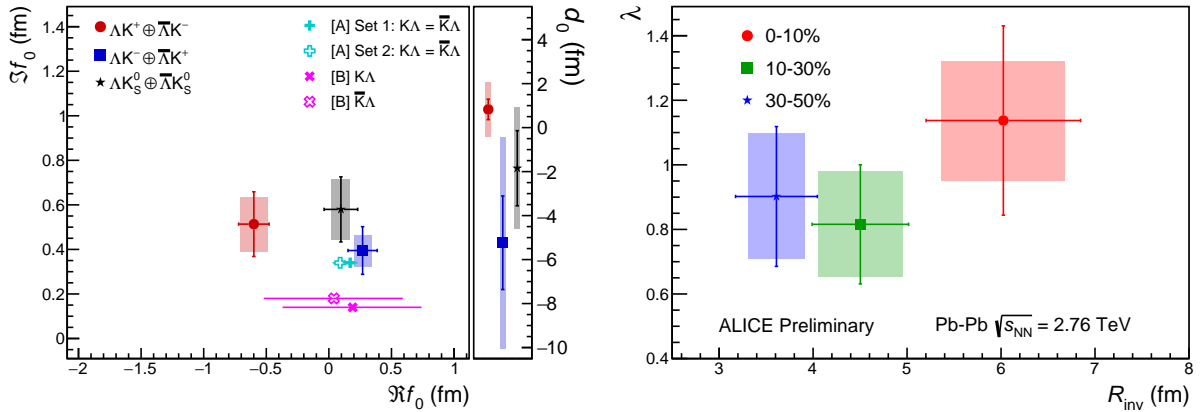 ℑf₀ (fm)
1.4
1.2
1
0.8
0.6
0.4
0.2
0
−2 −1.5 −1 −0.5 0 0.5 1
ℜf₀ (fm)
ΛK⁺ ⊕ Λ̅K⁻
ΛK⁻ ⊕ Λ̅K⁺
ΛK⁰_S ⊕ Λ̅K⁰_S
[A] Set 1: KΛ = K̅Λ
[A] Set 2: KΛ = K̅Λ
[B] KΛ
[B] K̅Λ
d₀ (fm)
4
2
0
−2
−4
−6
−8
−10
λ
1.4
1.2
1
0.8
0.6
0.4
0-10%
10-30%
30-50%
ALICE Preliminary
Pb-Pb √s_NN = 2.76 TeV
3 4 5 6 7 8
R_inv (fm)